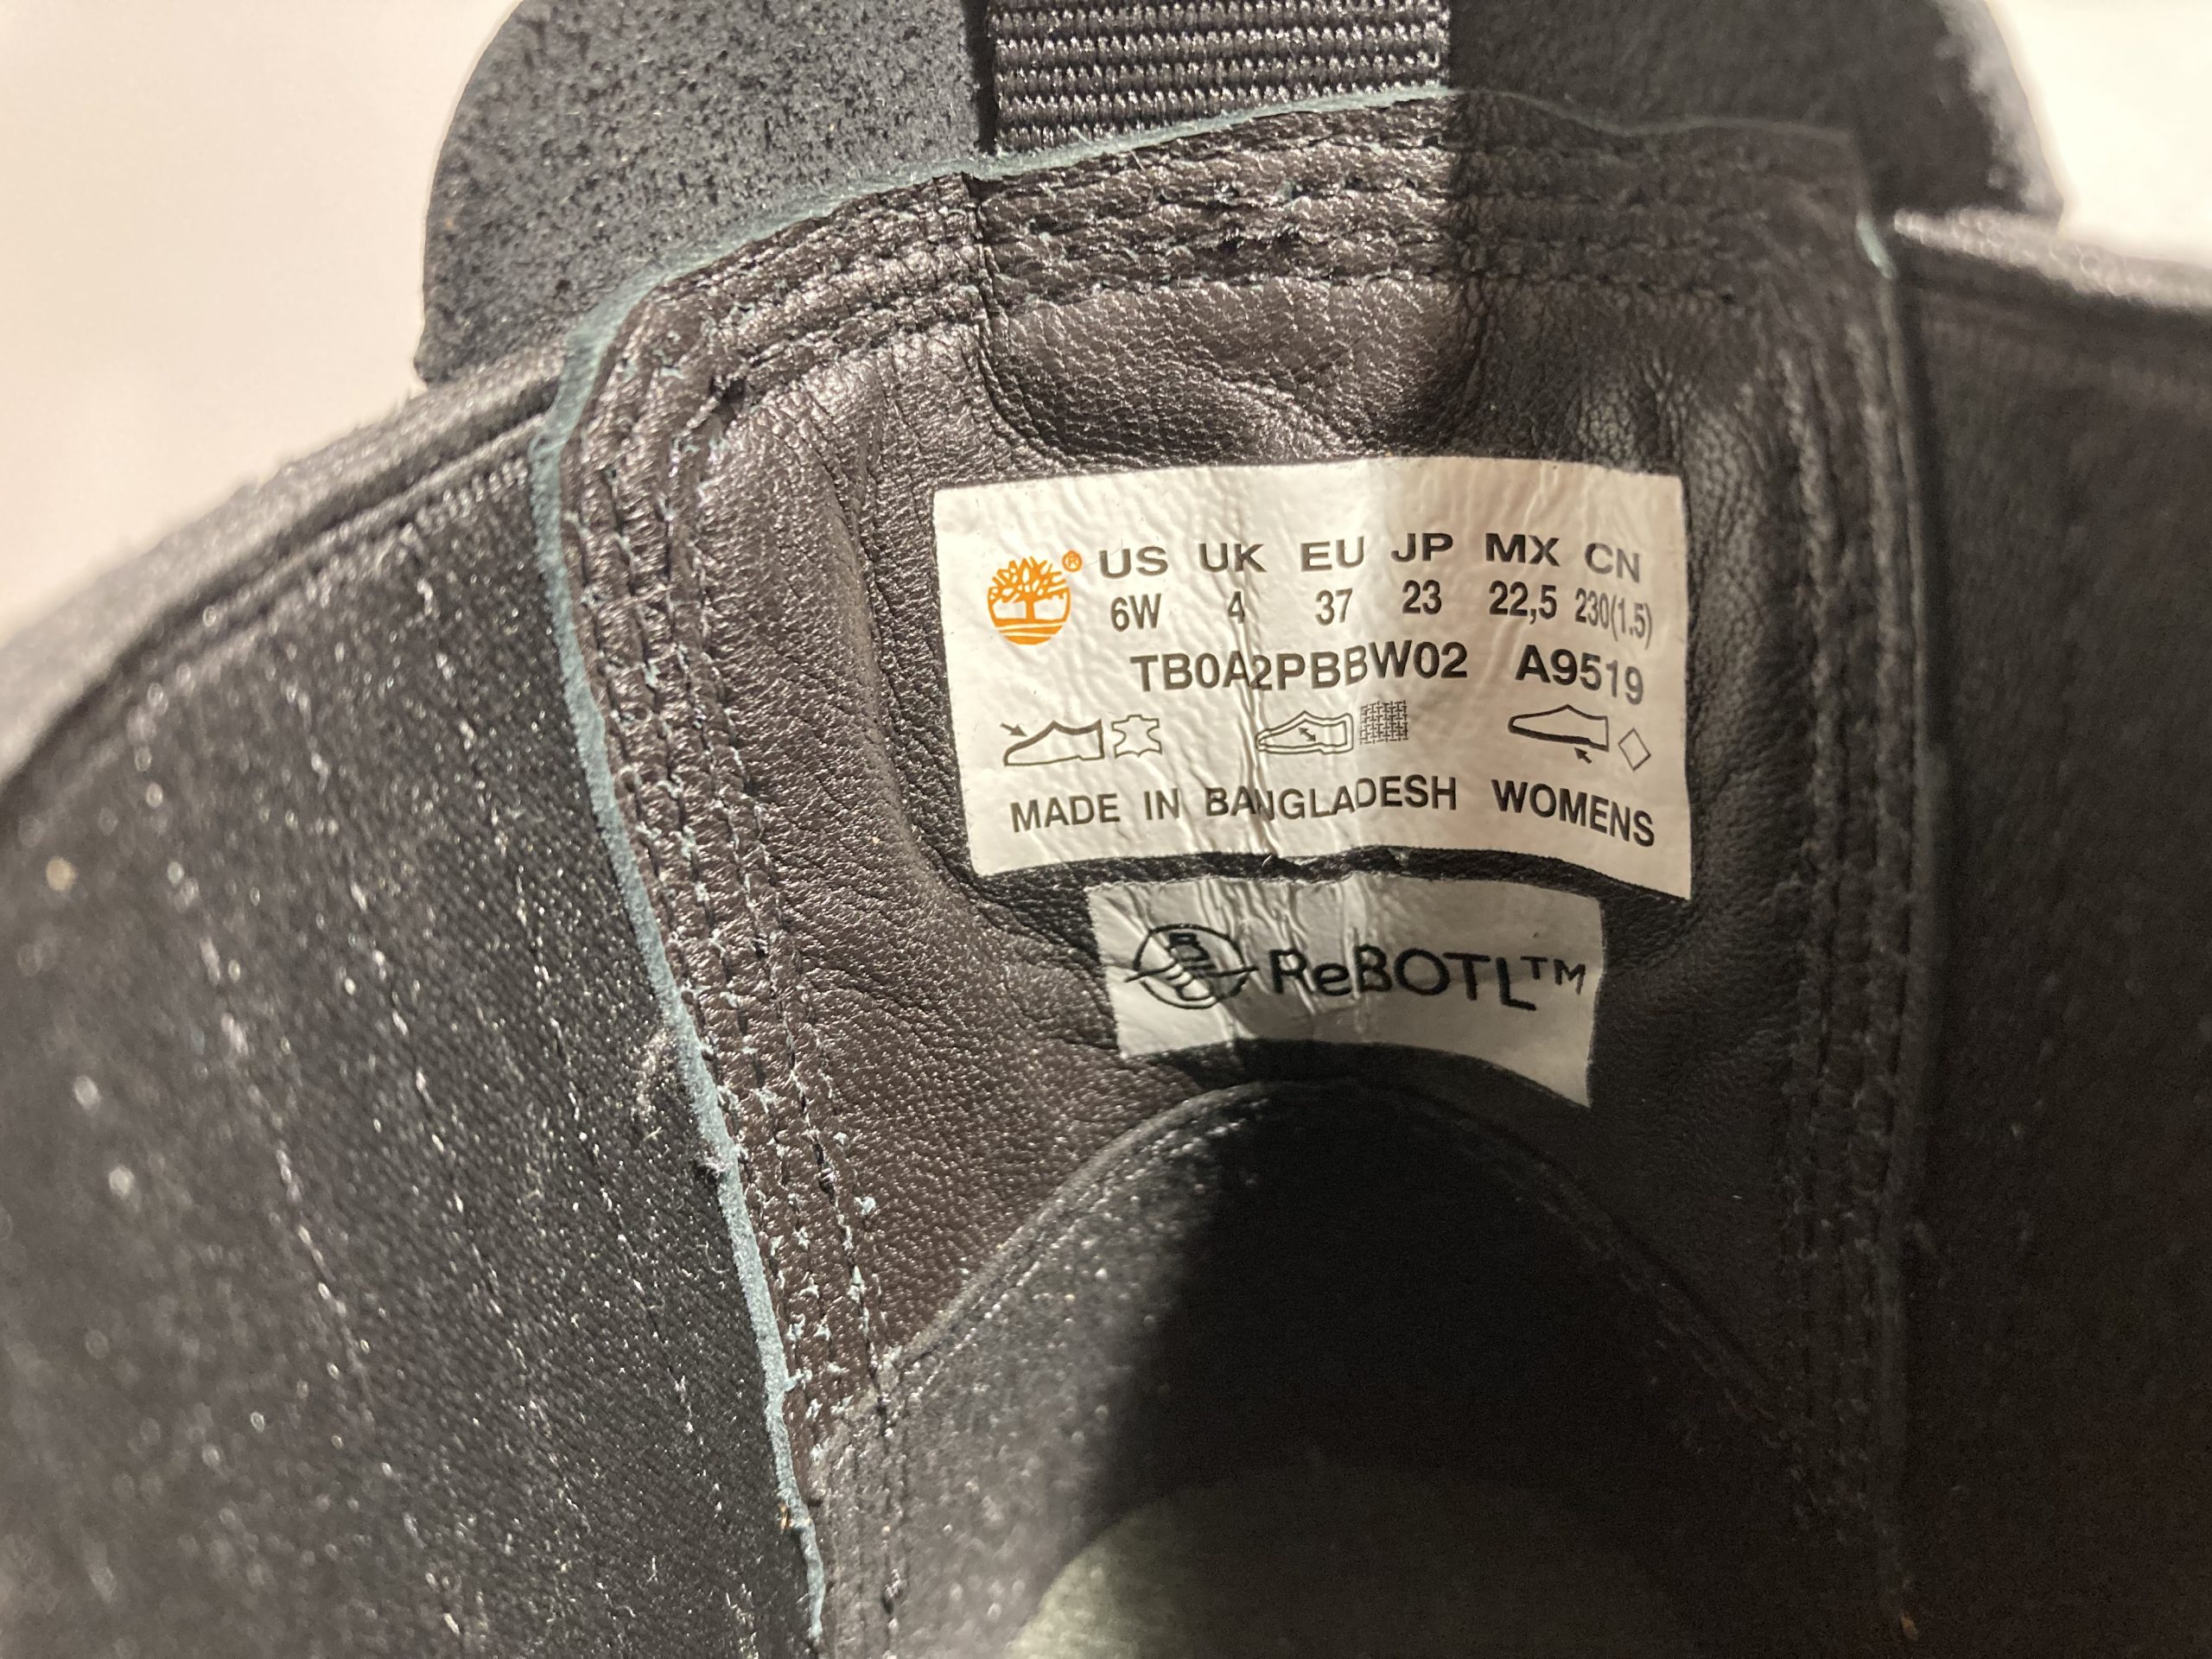 ® US UK EU JP MX CN
6W 4 37 23 22,5 230(1.5)
TB0A2PBBW02 A9519
MADE IN BANGLADESH WOMENS
ReBOTL™